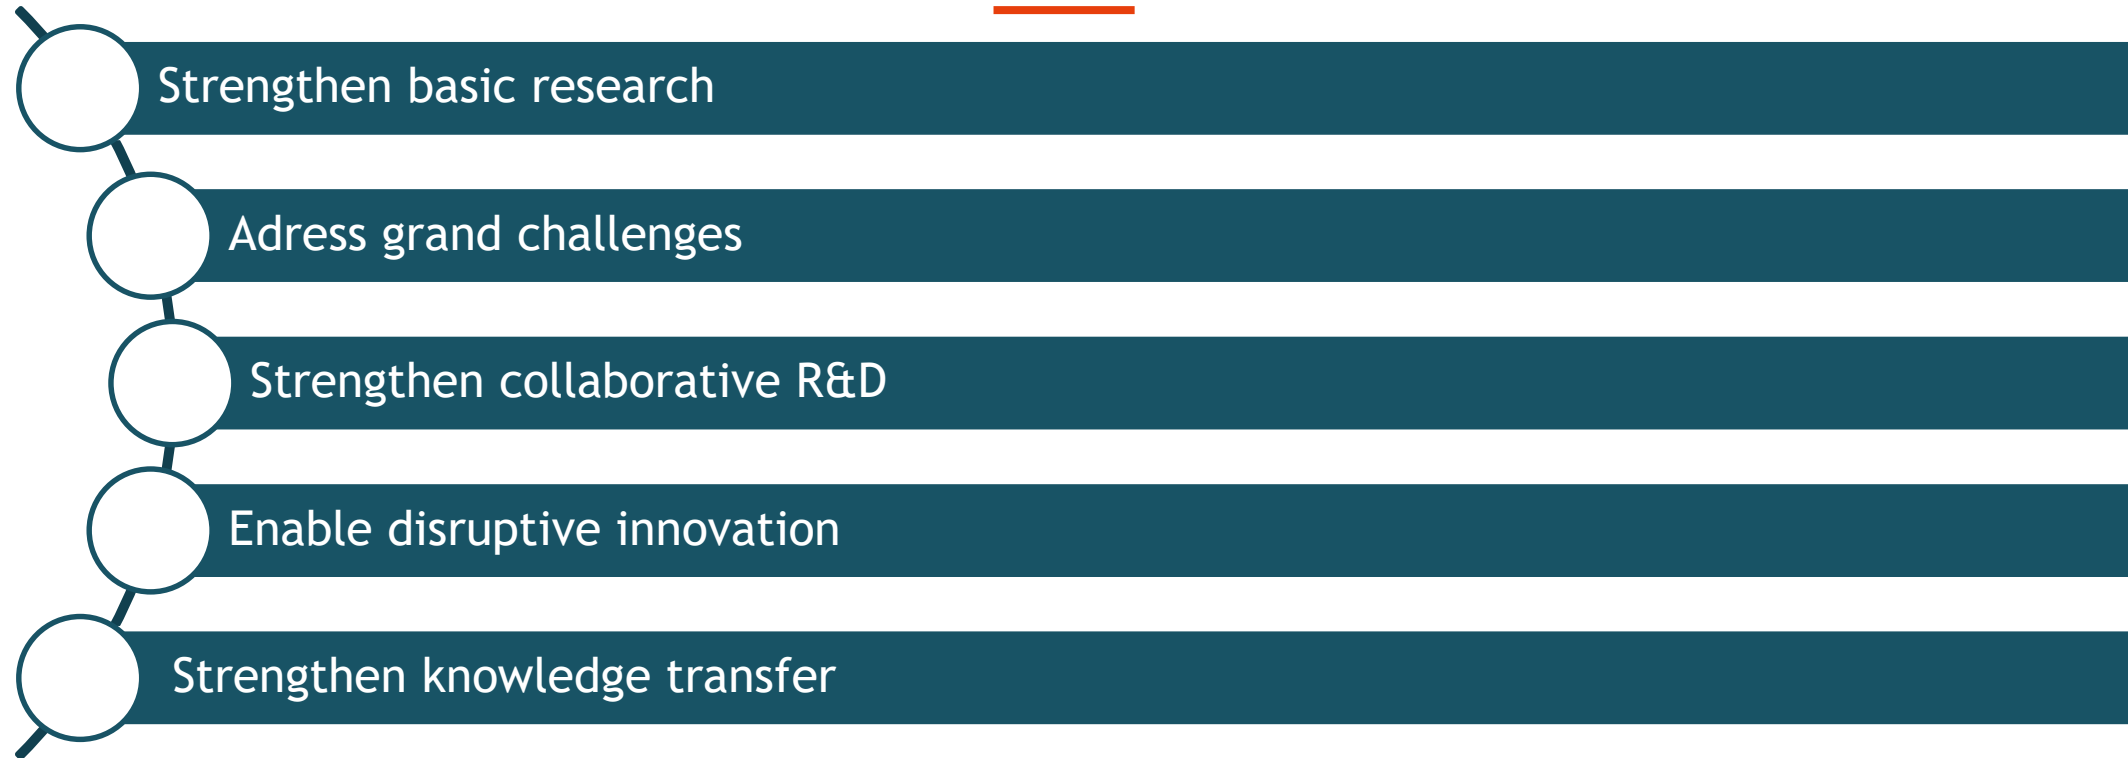 Strengthen basic research
Adress grand challenges
Strengthen collaborative R&D
Enable disruptive innovation
Strengthen knowledge transfer